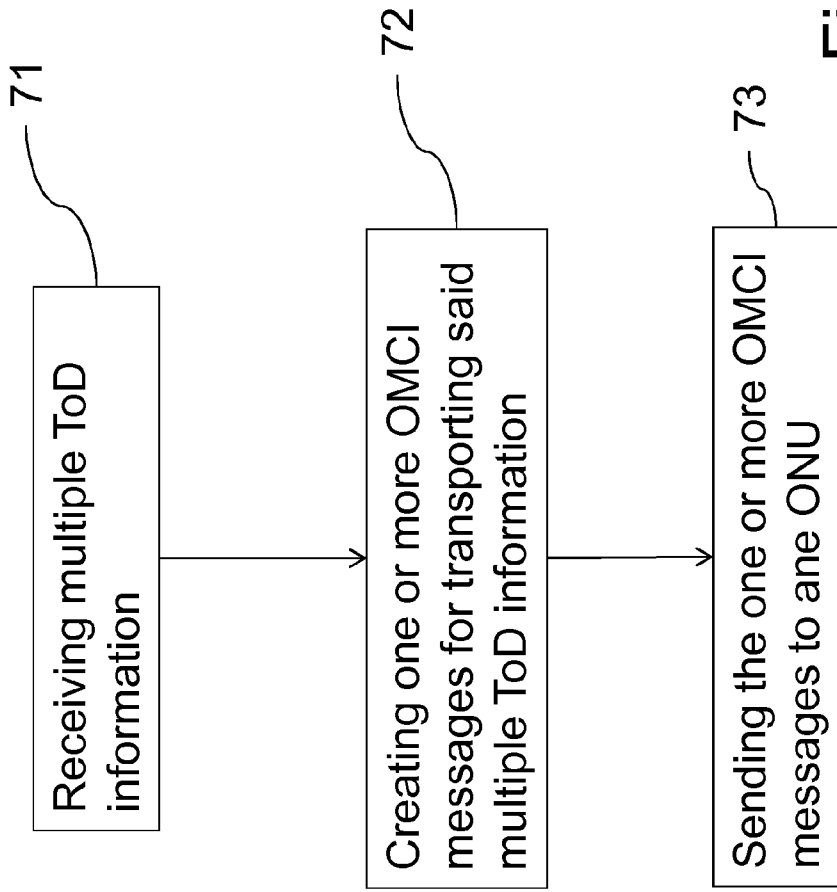 71
Receiving multiple ToD
information
72
Creating one or more OMCI
messages for transporting said
multiple ToD information
73
Sending the one or more OMCI
messages to ane ONU